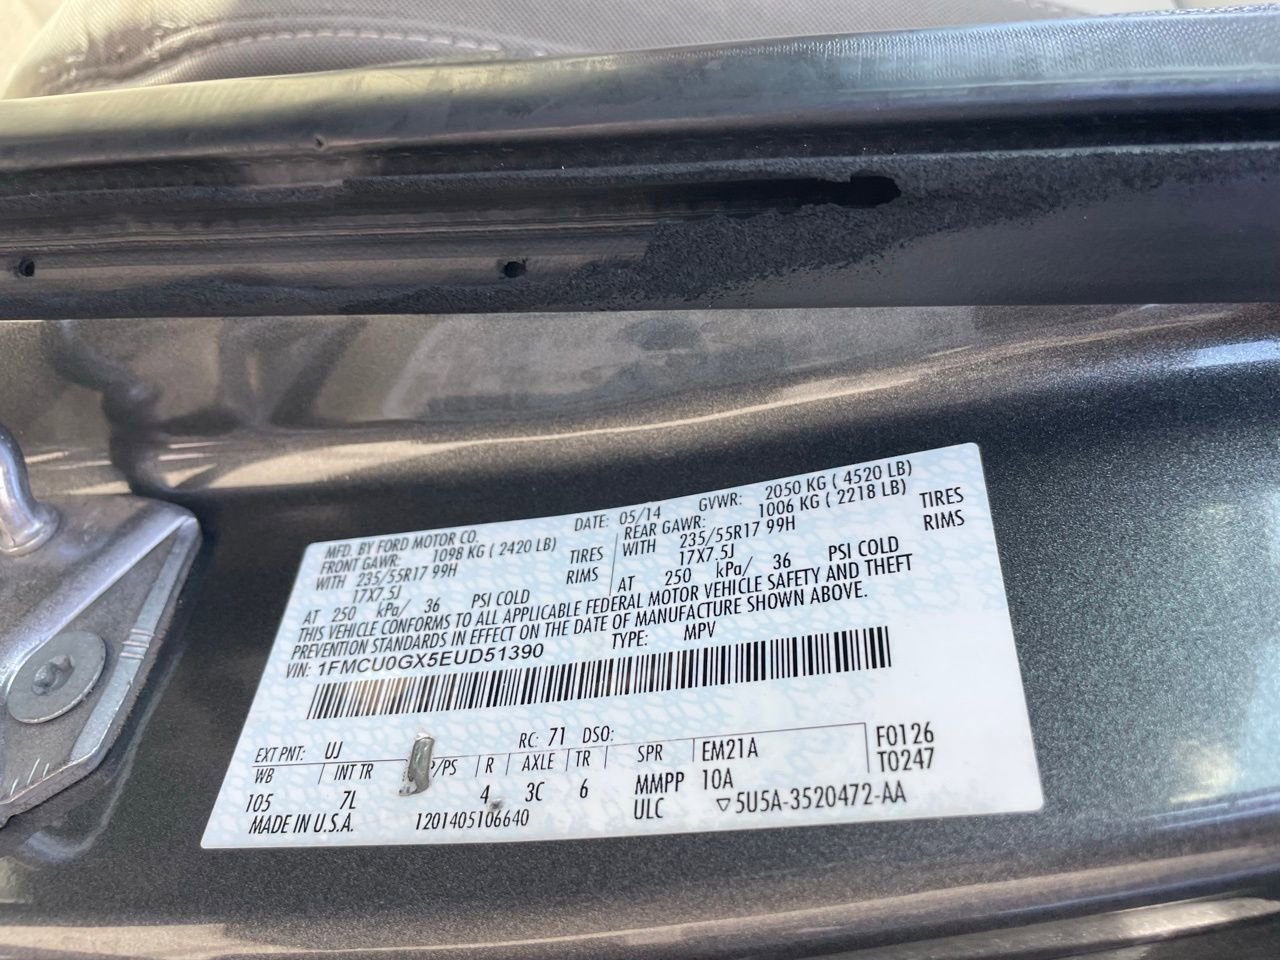 MFD. BY FORD MOTOR CO.
DATE: 05/14 GVWR: 2050 KG ( 4520 LB)
FRONT GAWR: 1098 KG ( 2420 LB)
REAR GAWR: 1006 KG ( 2218 LB)
WITH 235/55R17 99H TIRES
WITH 235/55R17 99H TIRES
17X7.5J RIMS
17X7.5J RIMS
AT 250 kPa/ 36 PSI COLD
AT 250 kPa/ 36 PSI COLD
THIS VEHICLE CONFORMS TO ALL APPLICABLE FEDERAL MOTOR VEHICLE SAFETY AND THEFT
PREVENTION STANDARDS IN EFFECT ON THE DATE OF MANUFACTURE SHOWN ABOVE.
VIN: 1FMCU0GX5EUD51390 TYPE: MPV
EXT PNT: UJ RC: 71 DSO:
WB INT TR /PS R AXLE TR SPR EM21A F0126
105 7L 4 3C 6 MMPP 10A T0247
MADE IN U.S.A. 1201405106640 ULC ▽5U5A-3520472-AA